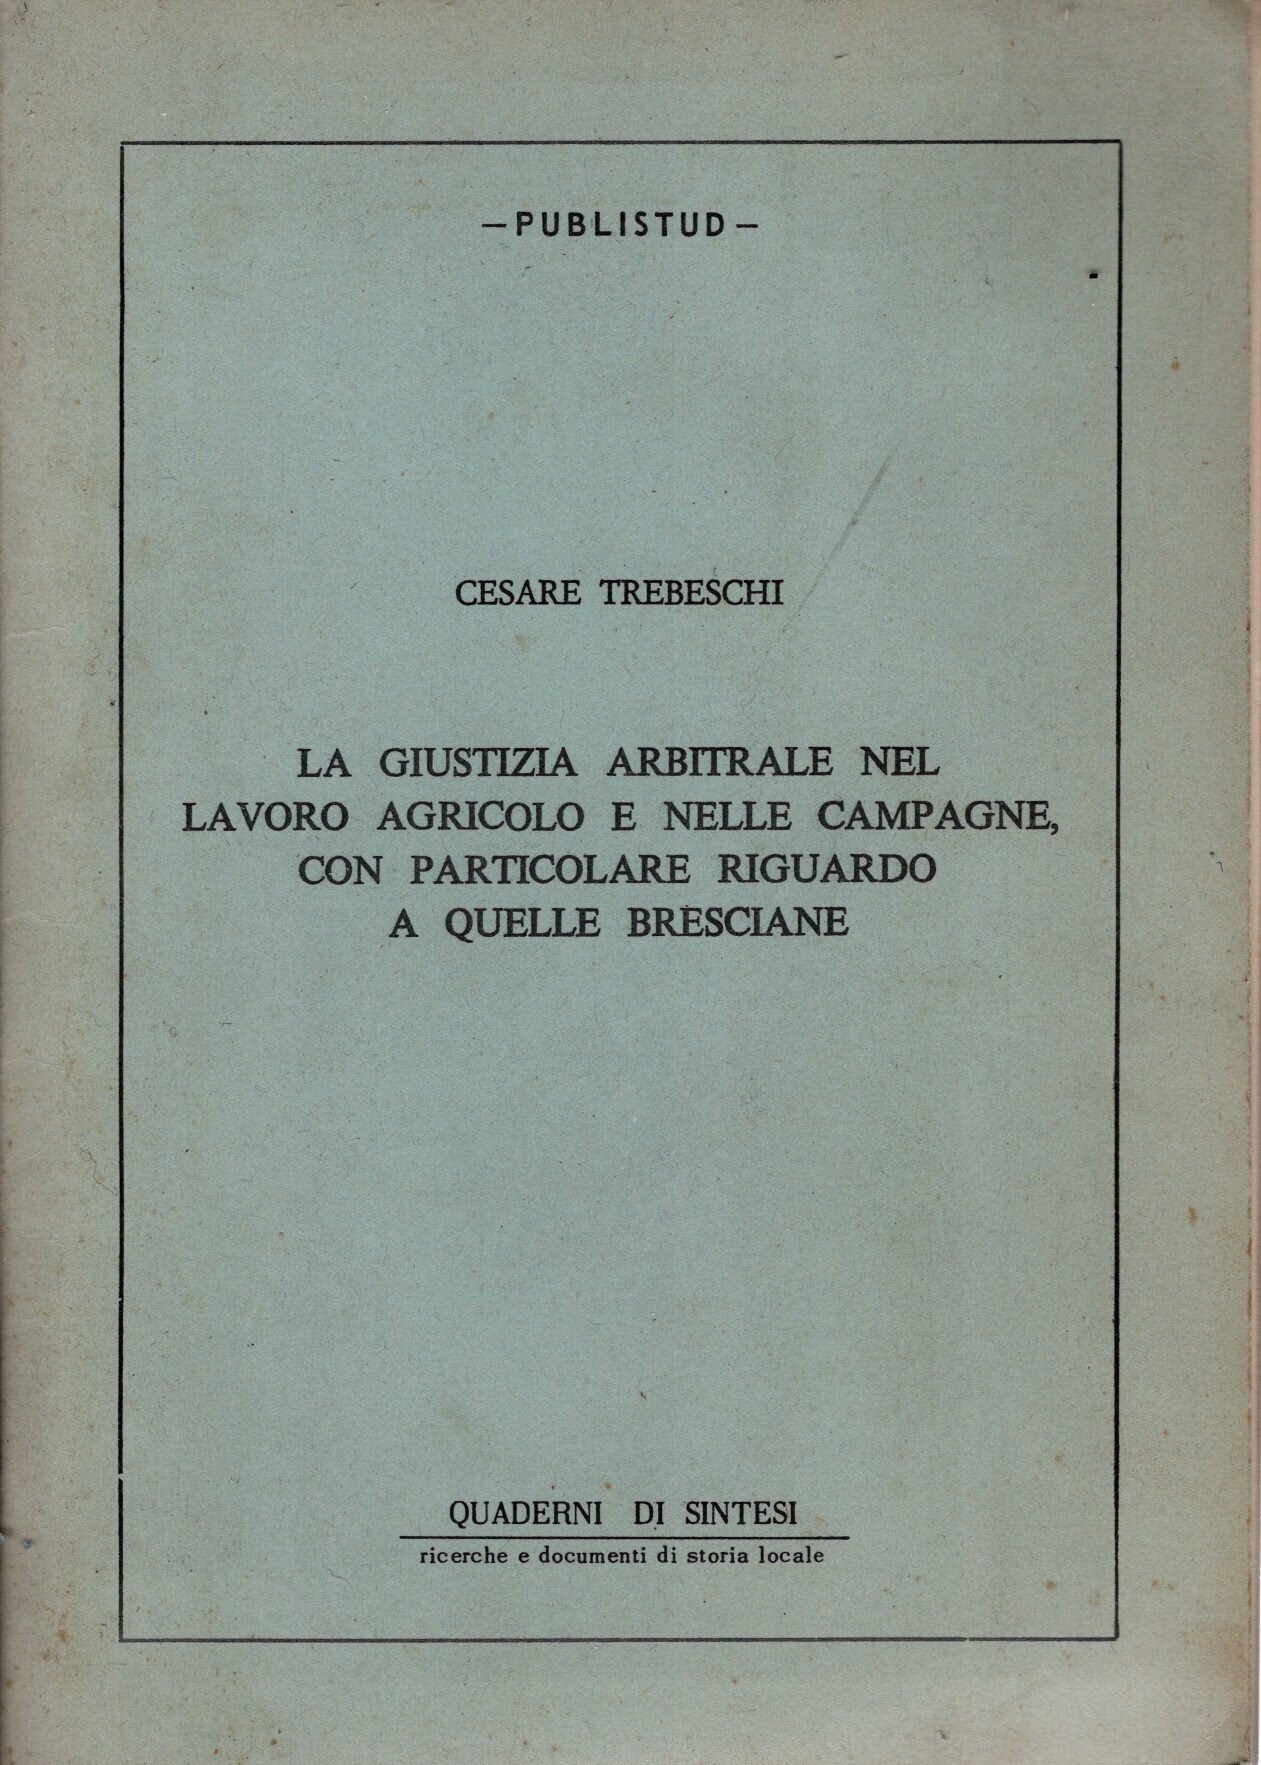 —PUBLISTUD—
CESARE TREBESCHI
LA GIUSTIZIA ARBITRALE NEL
LAVORO AGRICOLO E NELLE CAMPAGNE,
CON PARTICOLARE RIGUARDO
A QUELLE BRESCIANE
QUADERNI DI SINTESI
ricerche e documenti di storia locale